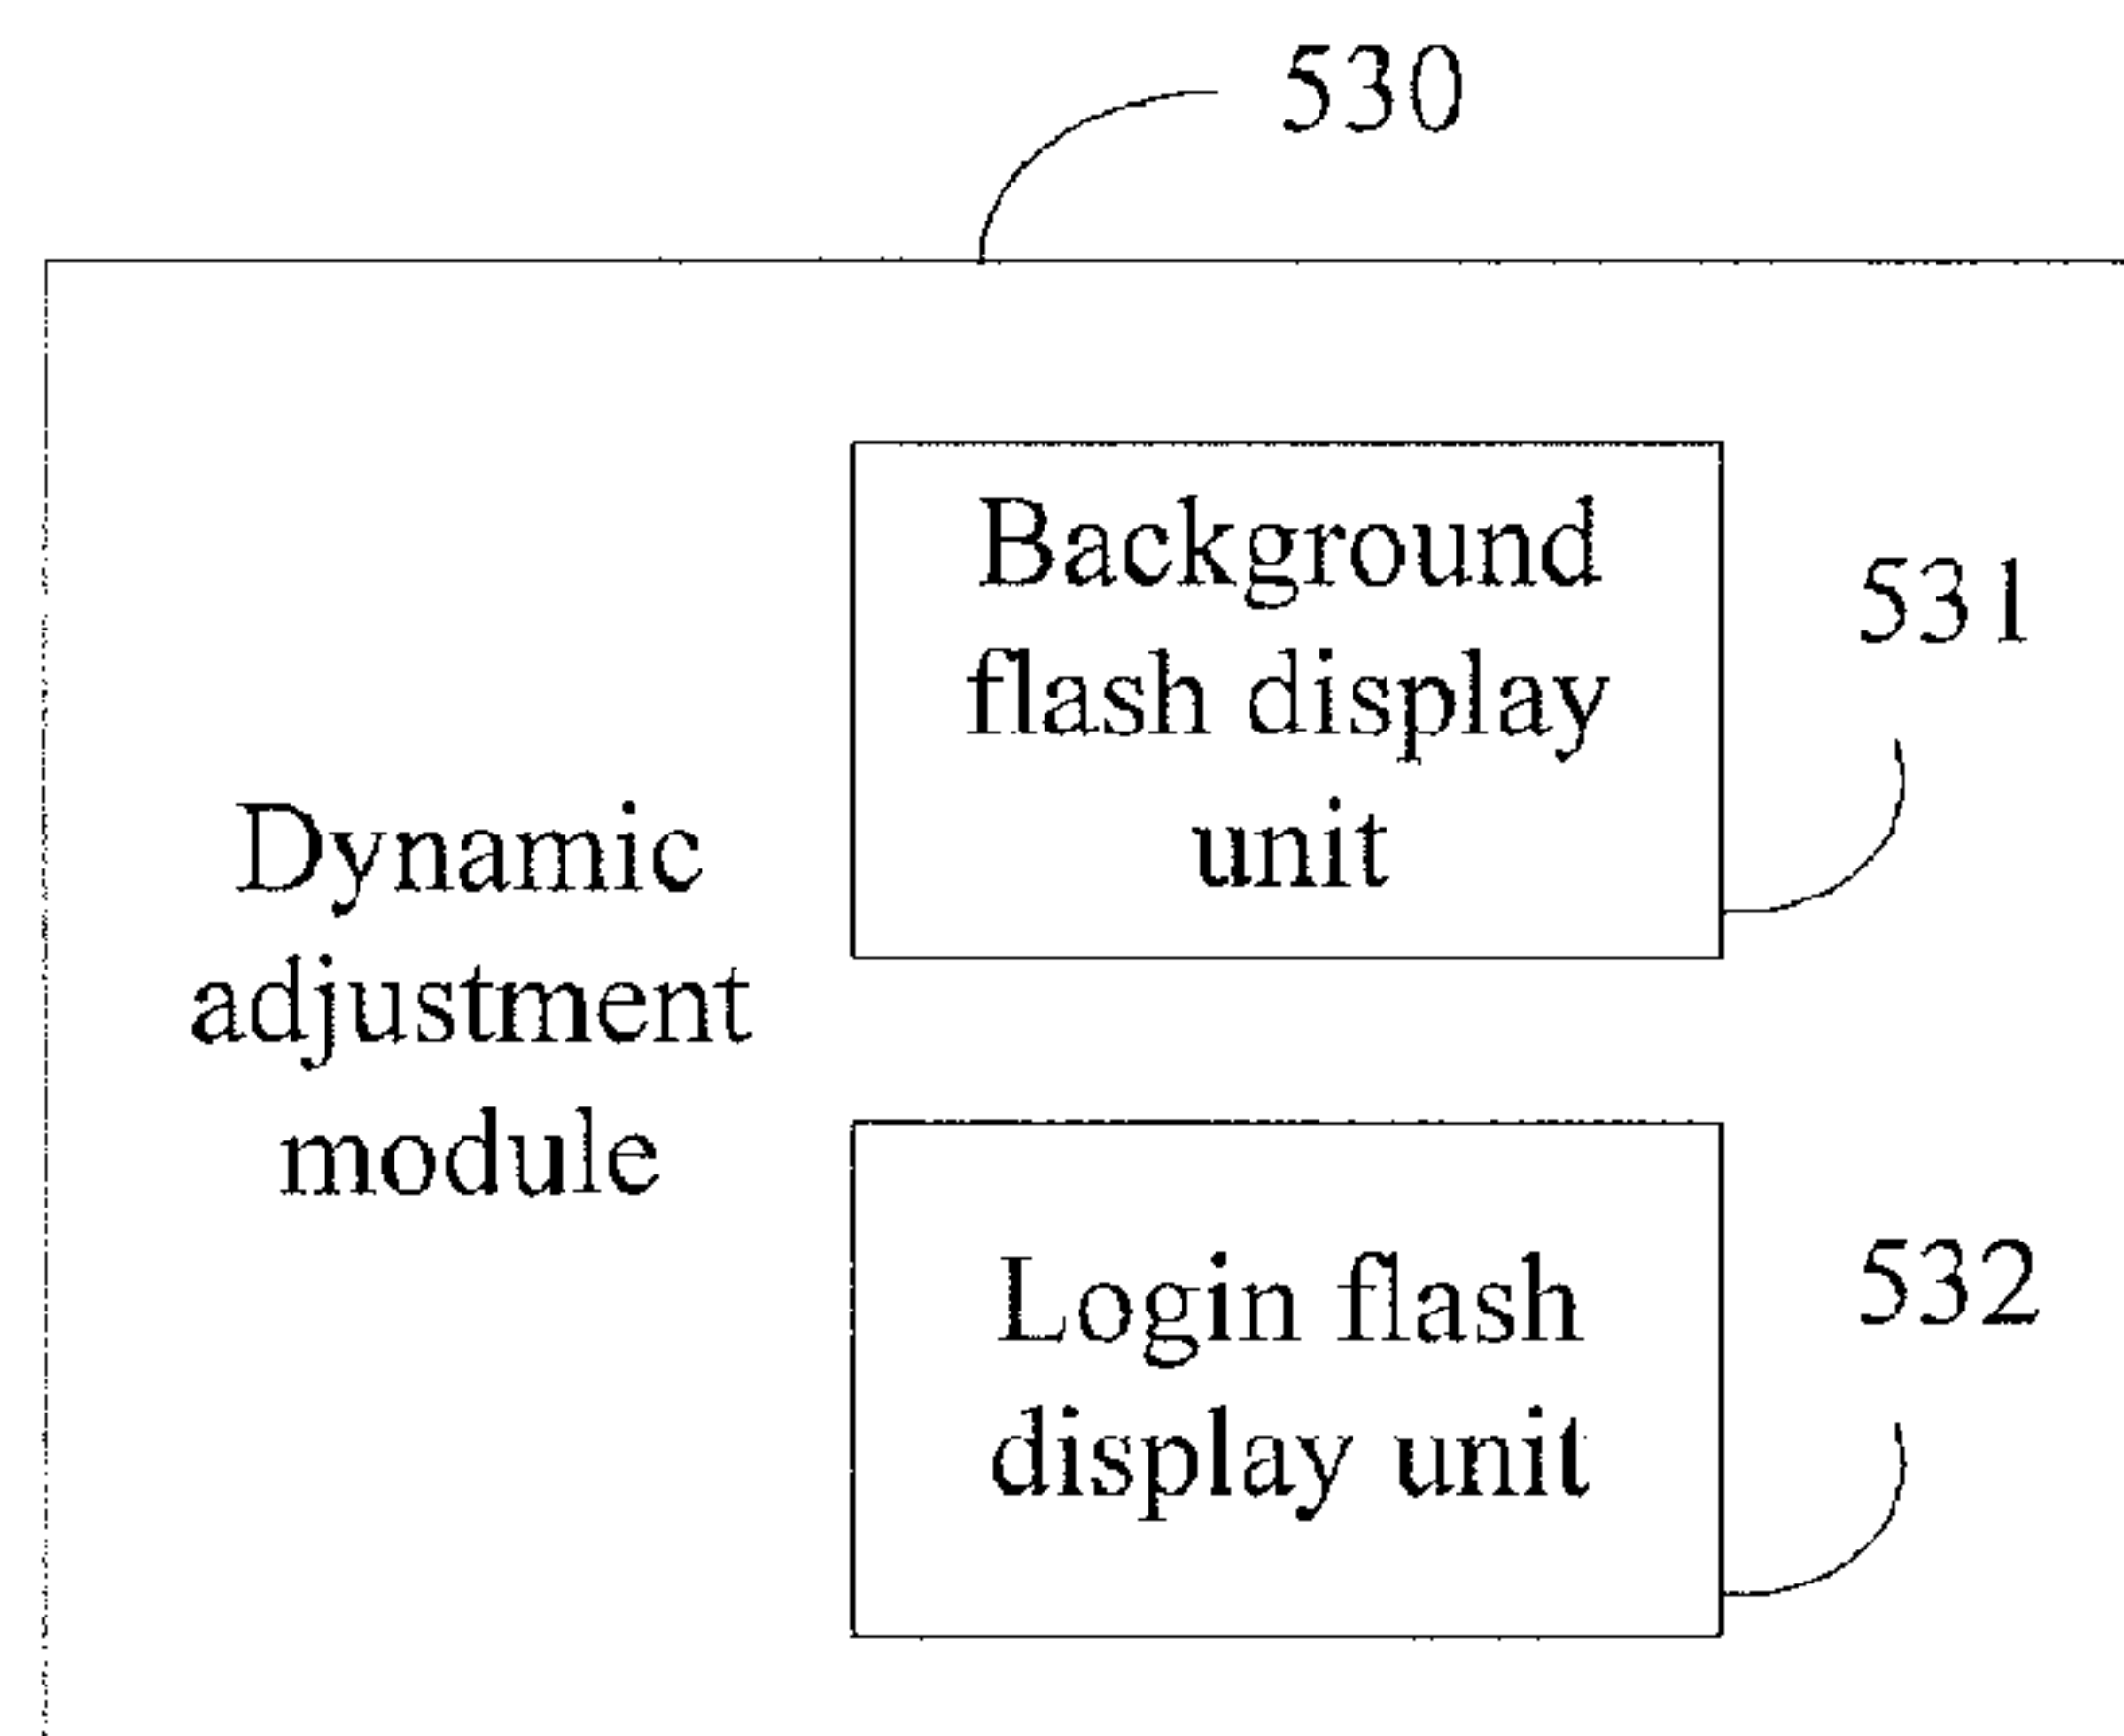 530
Background
flash display
unit
531
Dynamic
adjustment
module
Login flash
display unit
532